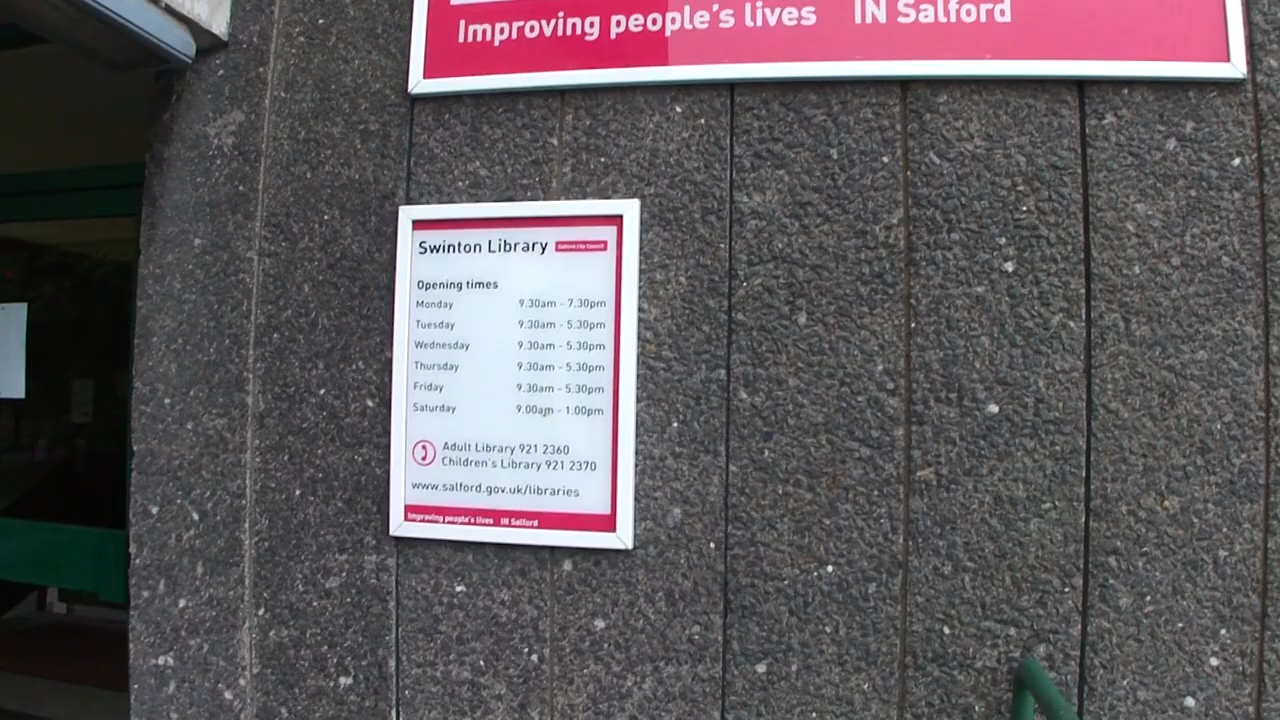 Improving people's lives IN Salford
Swinton Library Salford City Council
Opening times
Monday 9.30am - 7.30pm
Tuesday 9.30am - 5.30pm
Wednesday 9.30am - 5.30pm
Thursday 9.30am - 5.30pm
Friday 9.30am - 5.30pm
Saturday 9.00am - 1.00pm
Adult Library 921 2360
Children's Library 921 2370
www.salford.gov.uk/libraries
Improving people's lives IN Salford